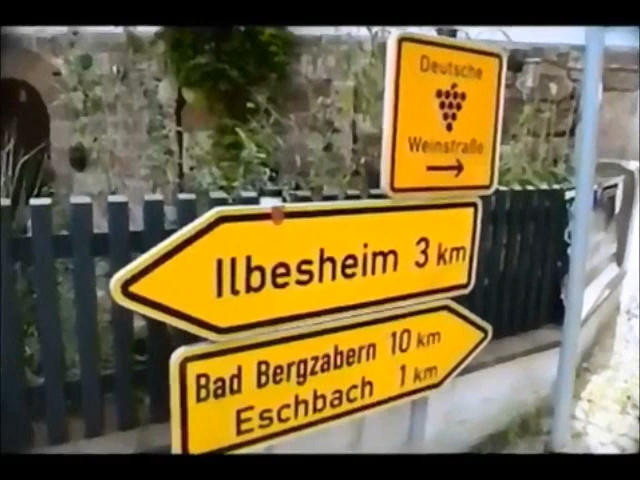 Deutsche
Weinstraße
Ilbesheim 3 km
Bad Bergzabern 10 km
Eschbach 1 km